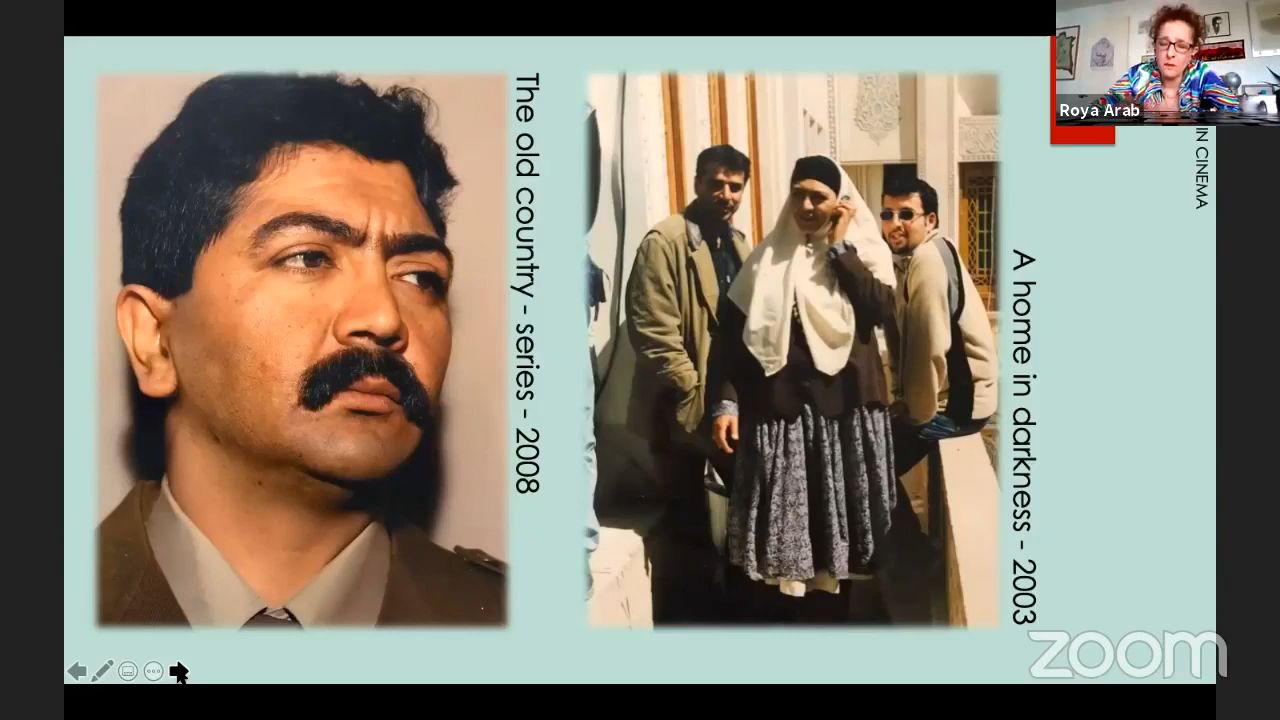 The old country - series - 2008
A home in darkness - 2003
IN CINEMA
Roya Arab
zoom